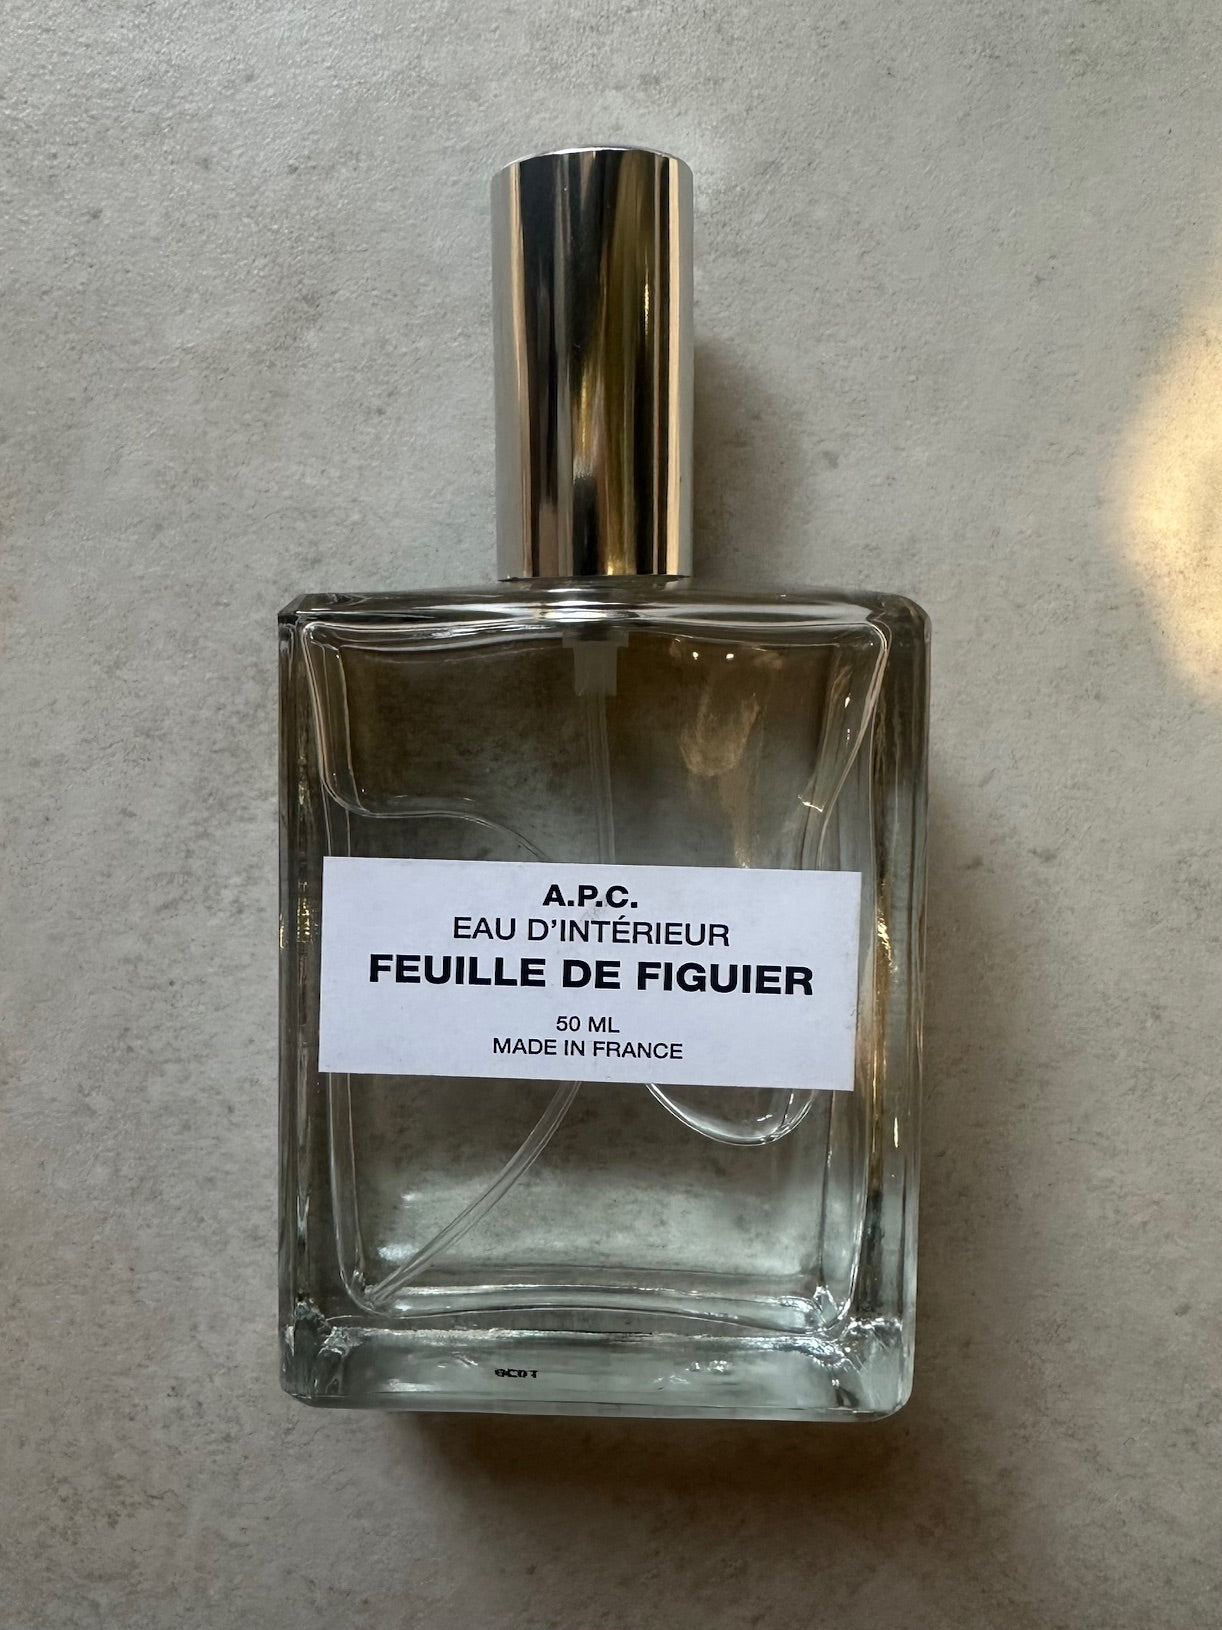 A.P.C.
EAU D'INTÉRIEUR
FEUILLE DE FIGUIER
50 ML
MADE IN FRANCE